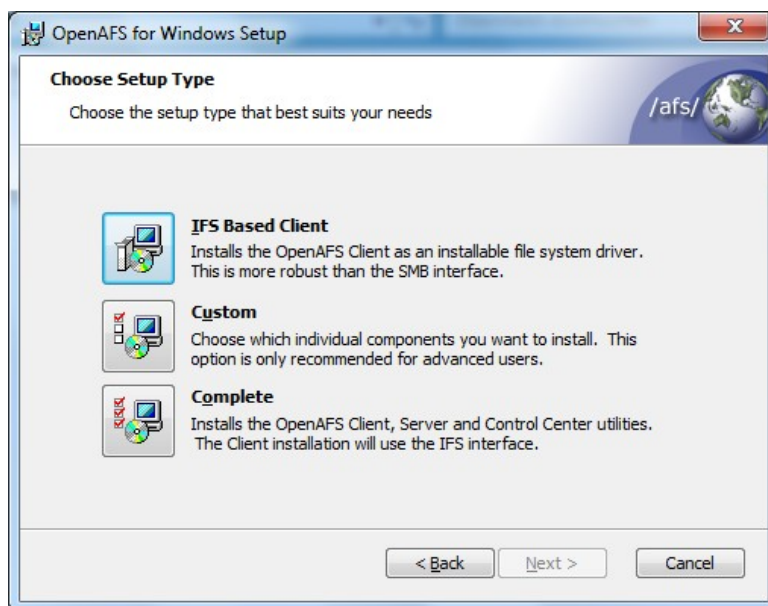 OpenAFS for Windows Setup
Choose Setup Type
Choose the setup type that best suits your needs
/afs/
IFS Based Client
Installs the OpenAFS Client as an installable file system driver.
This is more robust than the SMB interface.
Custom
Choose which individual components you want to install. This
option is only recommended for advanced users.
Complete
Installs the OpenAFS Client, Server and Control Center utilities.
The Client installation will use the IFS interface.
< Back
Next >
Cancel